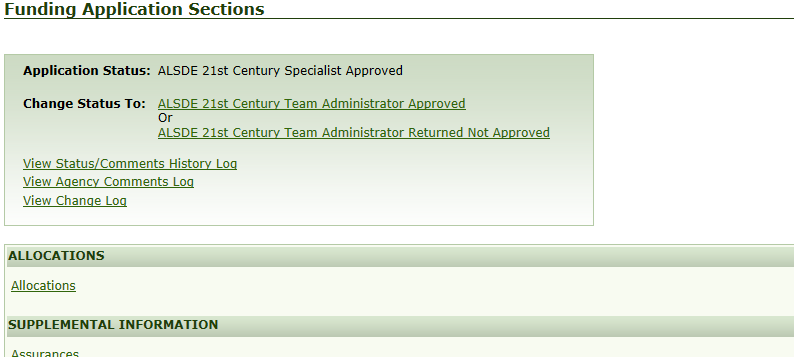 Funding Application Sections
Application Status: ALSDE 21st Century Specialist Approved
Change Status To: ALSDE 21st Century Team Administrator Approved
Or
ALSDE 21st Century Team Administrator Returned Not Approved
View Status/Comments History Log
View Agency Comments Log
View Change Log
ALLOCATIONS
Allocations
SUPPLEMENTAL INFORMATION
Assurances